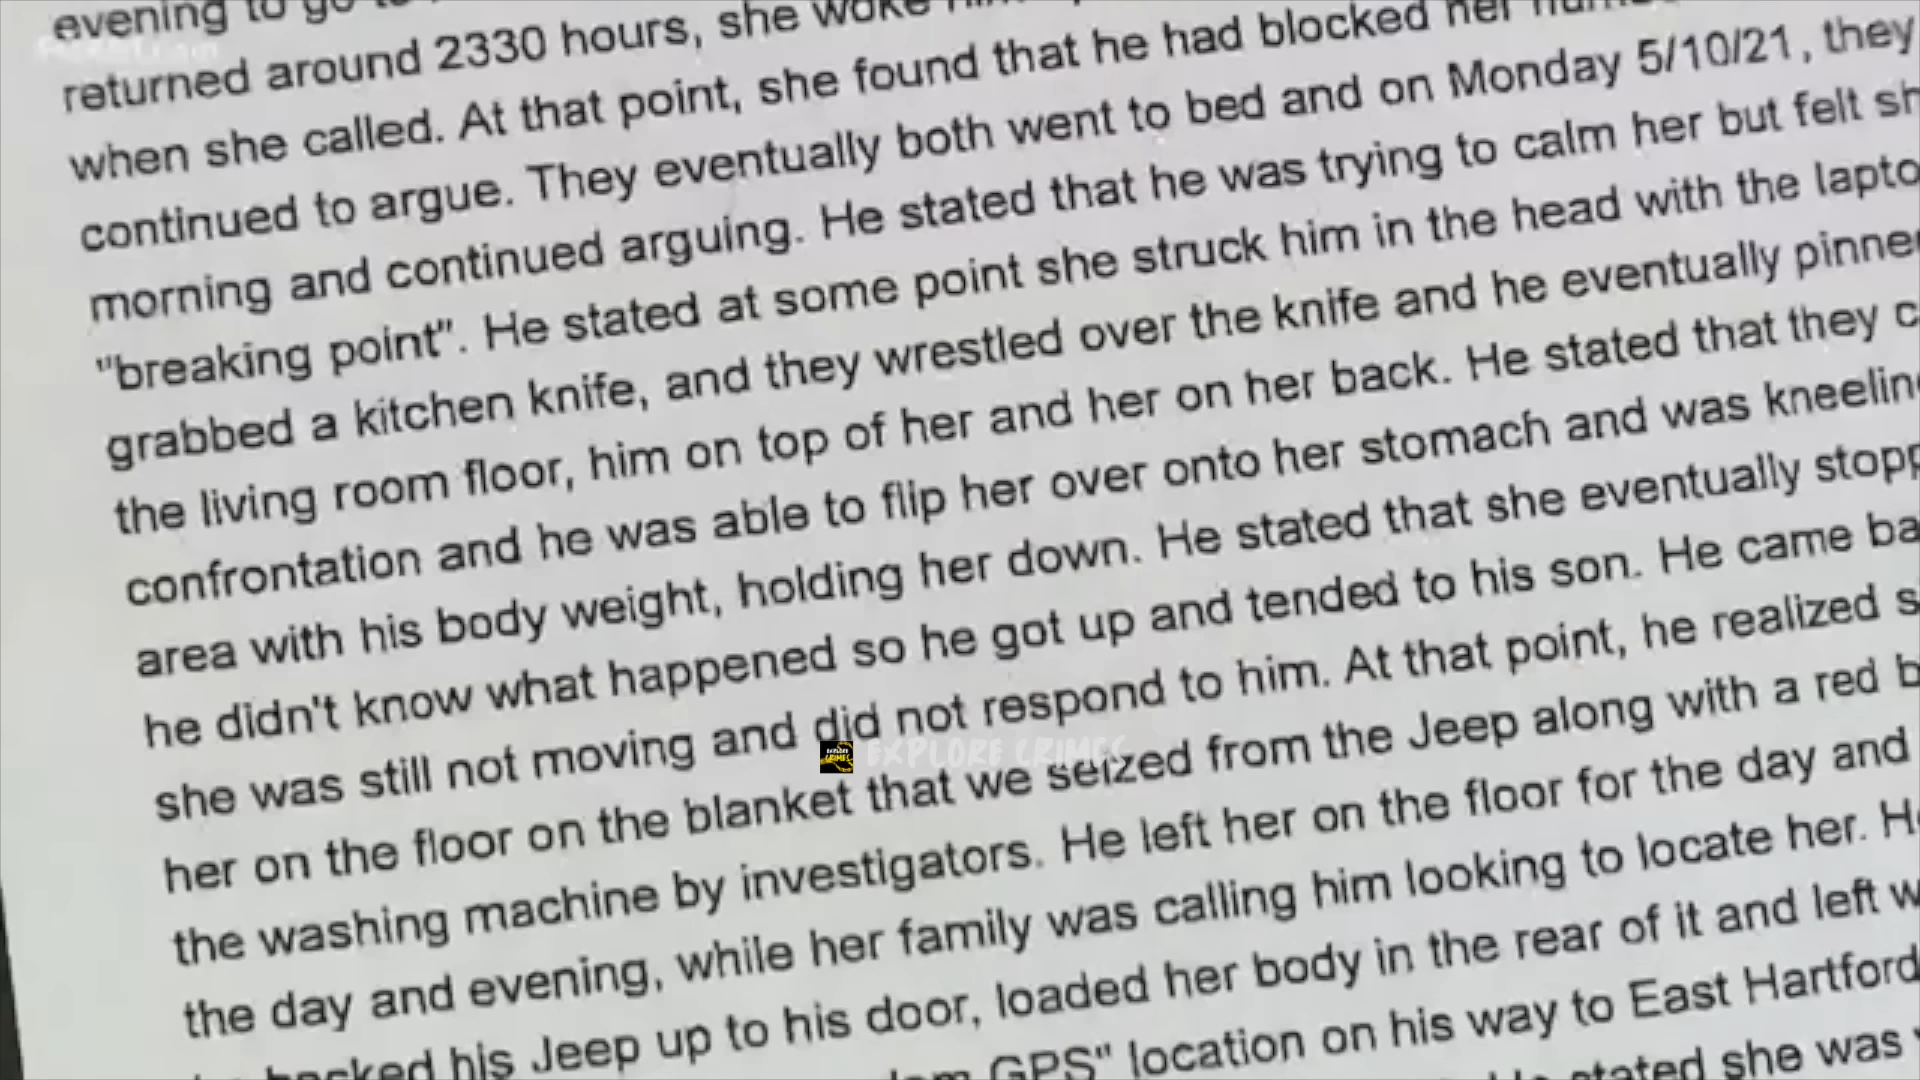 evening to go
returned around 2330 hours, she woke
when she called. At that point, she found that he had blocked her
continued to argue. They eventually both went to bed and on Monday 5/10/21, they
morning and continued arguing. He stated that he was trying to calm her but felt
"breaking point". He stated at some point she struck him in the head with the
grabbed a kitchen knife, and they wrestled over the knife and he eventually
the living room floor, him on top of her and her on her back. He stated that they
confrontation and he was able to flip her over onto her stomach and was
area with his body weight, holding her down. He stated that she eventually
he didn't know what happened so he got up and tended to his son. He came
she was still not moving and did not respond to him. At that point, he realized
EXPLORE CRIMES
her on the floor on the blanket that we seized from the Jeep along with a red
the washing machine by investigators. He left her on the floor for the day and
the day and evening, while her family was calling him looking to locate her.
his Jeep up to his door, loaded her body in the rear of it and left
GPS" location on his way to East Hartford
stated she was